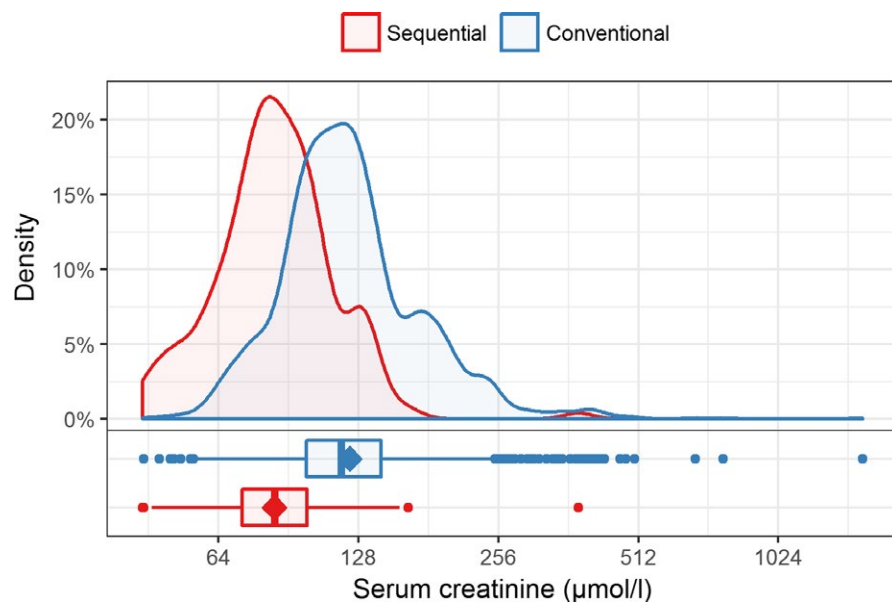 Sequential Conventional
20%
15%
10%
5%
0%
Density
64 128 256 512 1024
Serum creatinine (μmol/l)